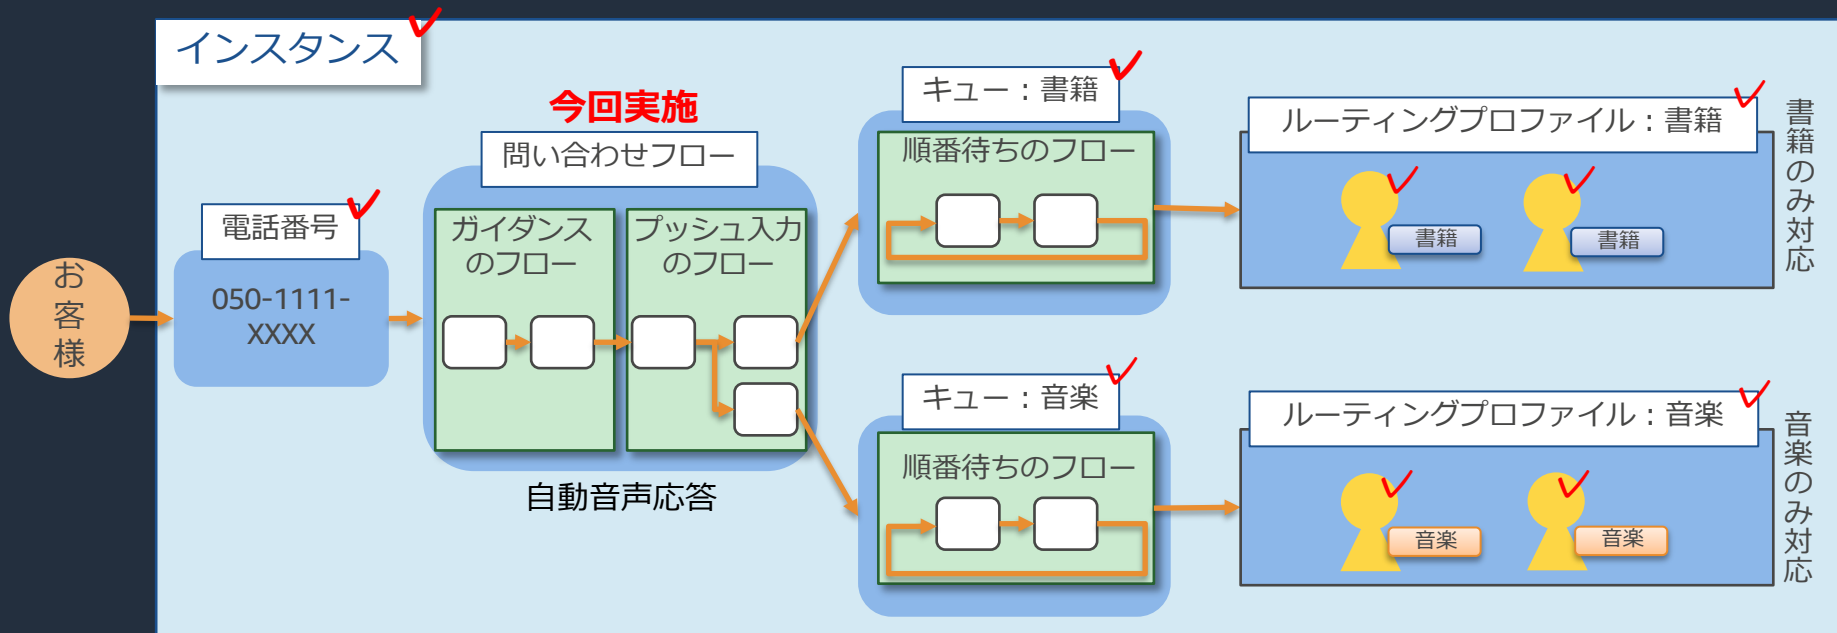 インスタンス
お
客
様
電話番号
050-1111-
XXXX
今回実施
問い合わせフロー
ガイダンス
のフロー
プッシュ入力
のフロー
自動音声応答
キュー：書籍
順番待ちのフロー
ルーティングプロファイル：書籍
書籍
書籍
書籍のみ対応
キュー：音楽
順番待ちのフロー
ルーティングプロファイル：音楽
音楽
音楽
音楽のみ対応